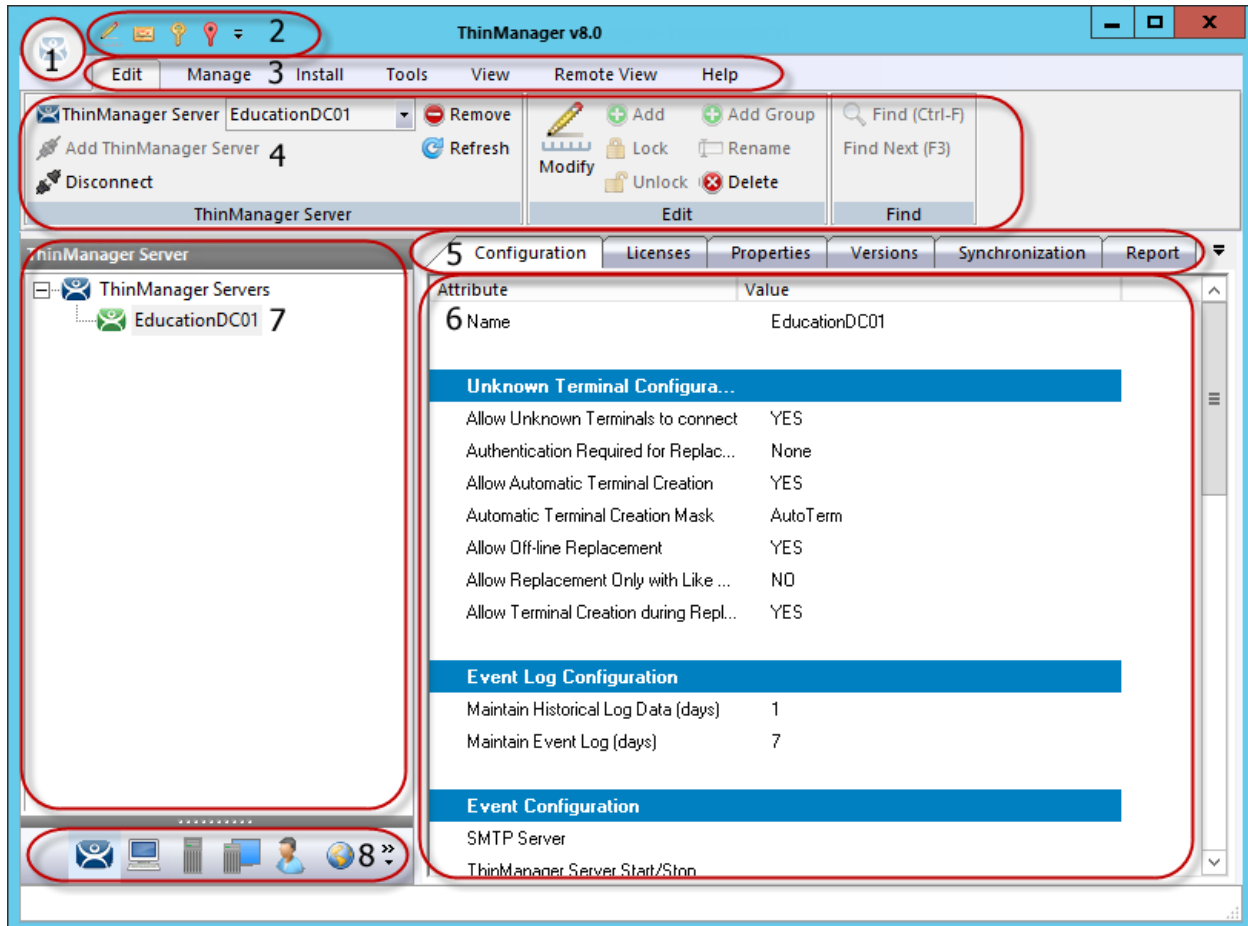 ThinManager v8.0
1
2
Edit Manage 3 Install Tools View Remote View Help
ThinManager Server EducationDC01 Remove Add Add Group Find (Ctrl-F)
Add ThinManager Server 4 Refresh Modify Lock Rename Find Next (F3)
Disconnect Unlock Delete
ThinManager Server Edit Find
ThinManager Server
5 Configuration Licenses Properties Versions Synchronization Report
ThinManager Servers
EducationDC01 7
Attribute Value
6 Name EducationDC01
Unknown Terminal Configura...
Allow Unknown Terminals to connect YES
Authentication Required for Replac... None
Allow Automatic Terminal Creation YES
Automatic Terminal Creation Mask AutoTerm
Allow Off-line Replacement YES
Allow Replacement Only with Like ... NO
Allow Terminal Creation during Repl... YES
Event Log Configuration
Maintain Historical Log Data (days) 1
Maintain Event Log (days) 7
Event Configuration
SMTP Server
ThinManager Server Start/Stop
8